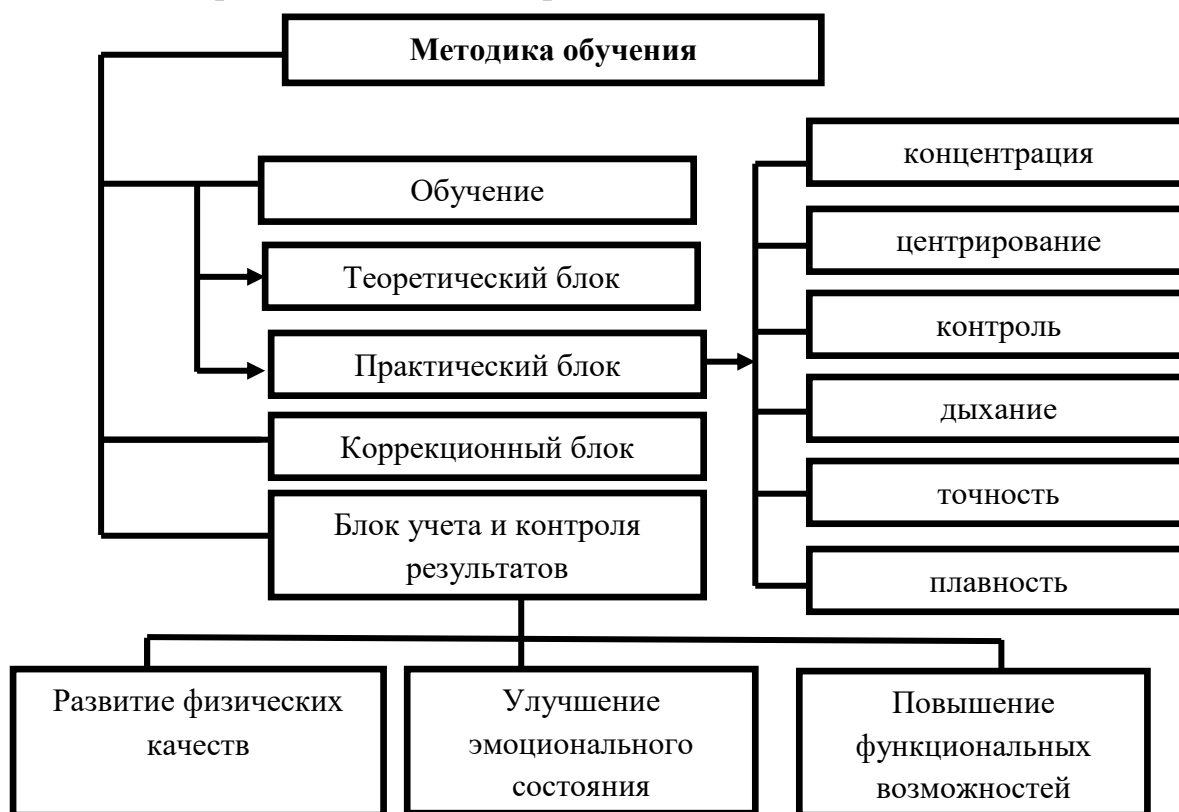 Методика обучения
Обучение
Теоретический блок
Практический блок
Коррекционный блок
Блок учета и контроля
результатов
концентрация
центрирование
контроль
дыхание
точность
плавность
Развитие физических
качеств
Улучшение
эмоционального
состояния
Повышение
функциональных
возможностей